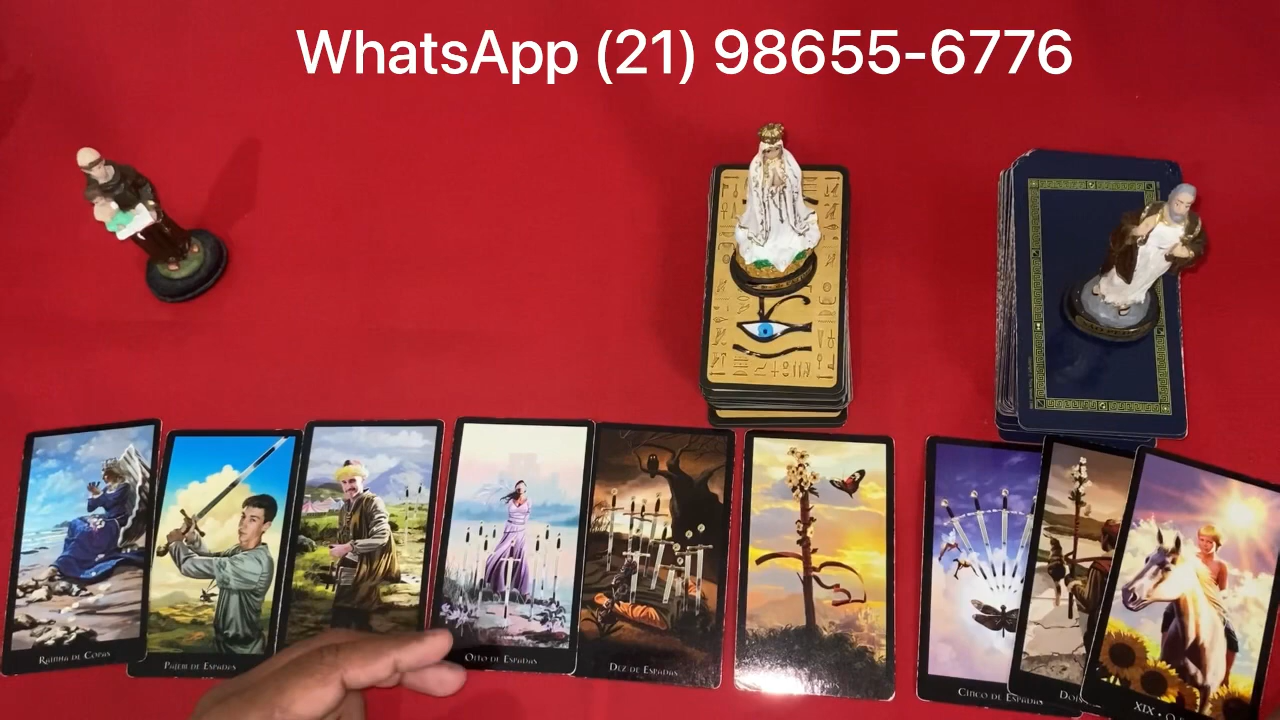 WhatsApp (21) 98655-6776
Rainha de Copas
Pajem de Espadas
Oito de Espadas
Dez de Espadas
Cinco de Espadas
XIX • O